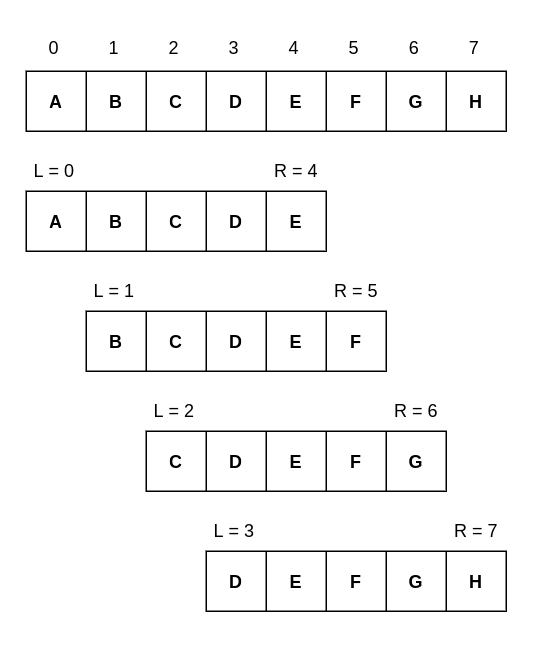 0 1 2 3 4 5 6 7
A B C D E F G H
L = 0 R = 4
A B C D E
L = 1 R = 5
B C D E F
L = 2 R = 6
C D E F G
L = 3 R = 7
D E F G H